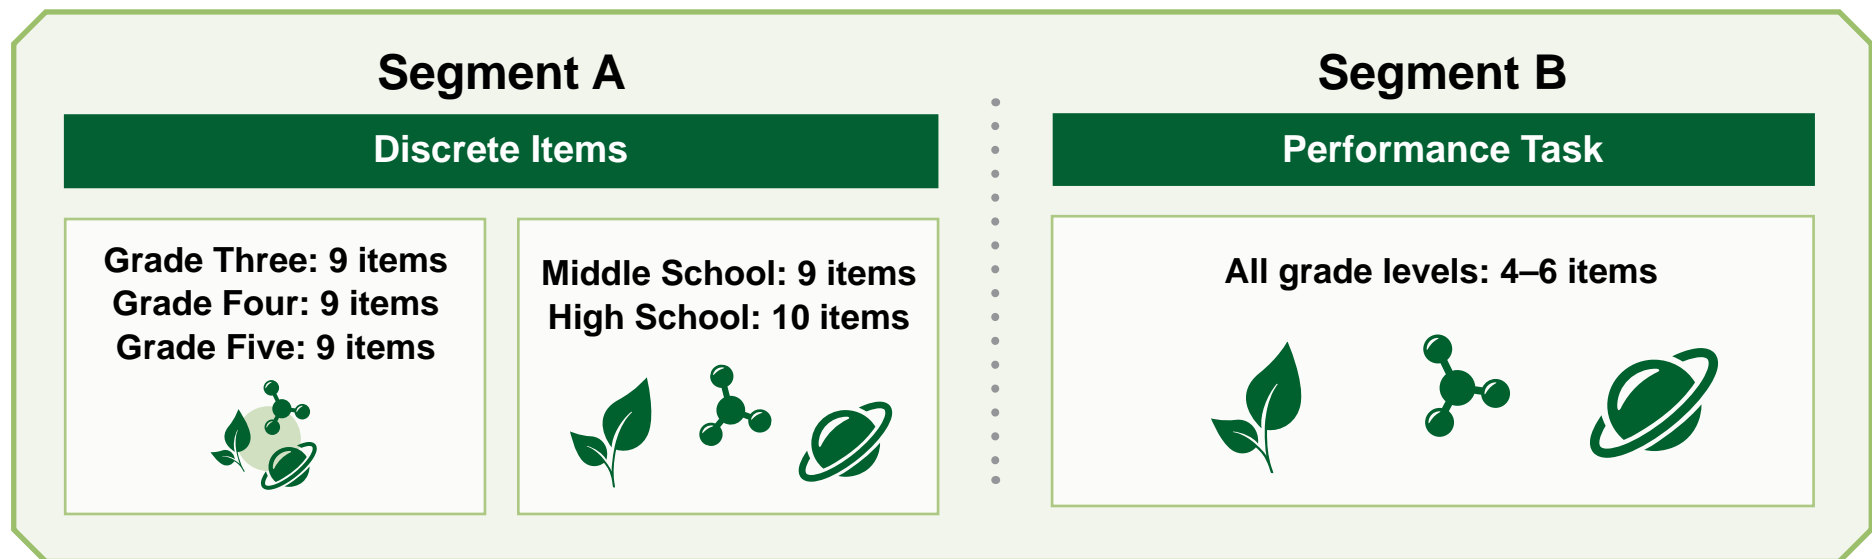 Segment A
Discrete Items
Grade Three: 9 items
Grade Four: 9 items
Grade Five: 9 items
Middle School: 9 items
High School: 10 items
Segment B
Performance Task
All grade levels: 4–6 items